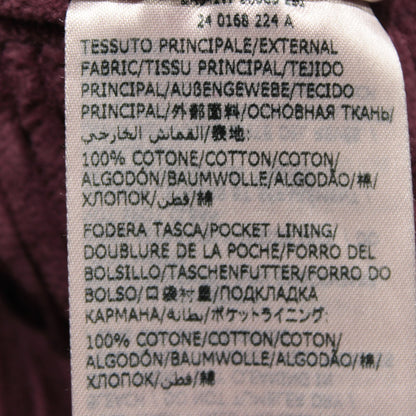 24 0168 224 A
TESSUTO PRINCIPALE/EXTERNAL
FABRIC/TISSU PRINCIPAL/TEJIDO
PRINCIPAL/AUßENGEWEBE/TECIDO
PRINCIPAL/外部面料/ОСНОВНАЯ ТКАНЬ/
القماش الخارجي/表地:
100% COTONE/COTTON/COTON/
ALGODÓN/BAUMWOLLE/ALGODÃO/棉/
ХЛОПОК/قطن/綿
FODERA TASCA/POCKET LINING/
DOUBLURE DE LA POCHE/FORRO DEL
BOLSILLO/TASCHENFUTTER/FORRO DO
BOLSO/口袋衬里/ПОДКЛАДКА
КАРМАНА/بطانة/ポケットライニング:
100% COTONE/COTTON/COTON/
ALGODÓN/BAUMWOLLE/ALGODÃO/棉/
ХЛОПОК/قطن/綿